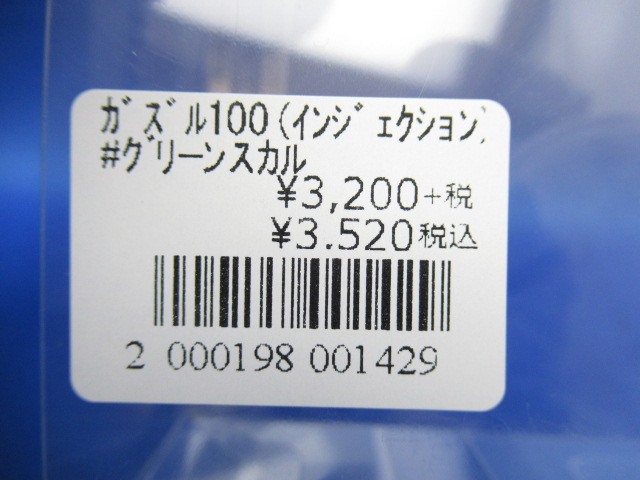 ｶﾞｽﾞﾙ100(ｲﾝｼﾞｪｸｼｮﾝ)
#ｸﾞﾘｰﾝｽｶﾙ
¥3,200+税
¥3.520税込
2 000198 001429